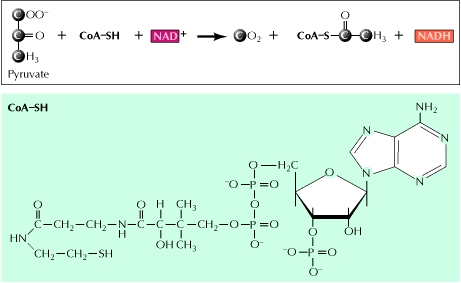 COO⁻ O
C=O + CoA–SH + NAD⁺ → CO₂ + CoA–S–C–CH₃ + NADH
CH₃
Pyruvate
CoA–SH
NH₂
N N
N N
O–H₂C O
⁻O–P=O
O CH₃ O
O O H CH₃ O OH
C–CH₂–CH₂–N–C–C–C–CH₂–O–P=O O
HN H OH CH₃ O⁻ ⁻O–P=O
CH₂–CH₂–SH O⁻